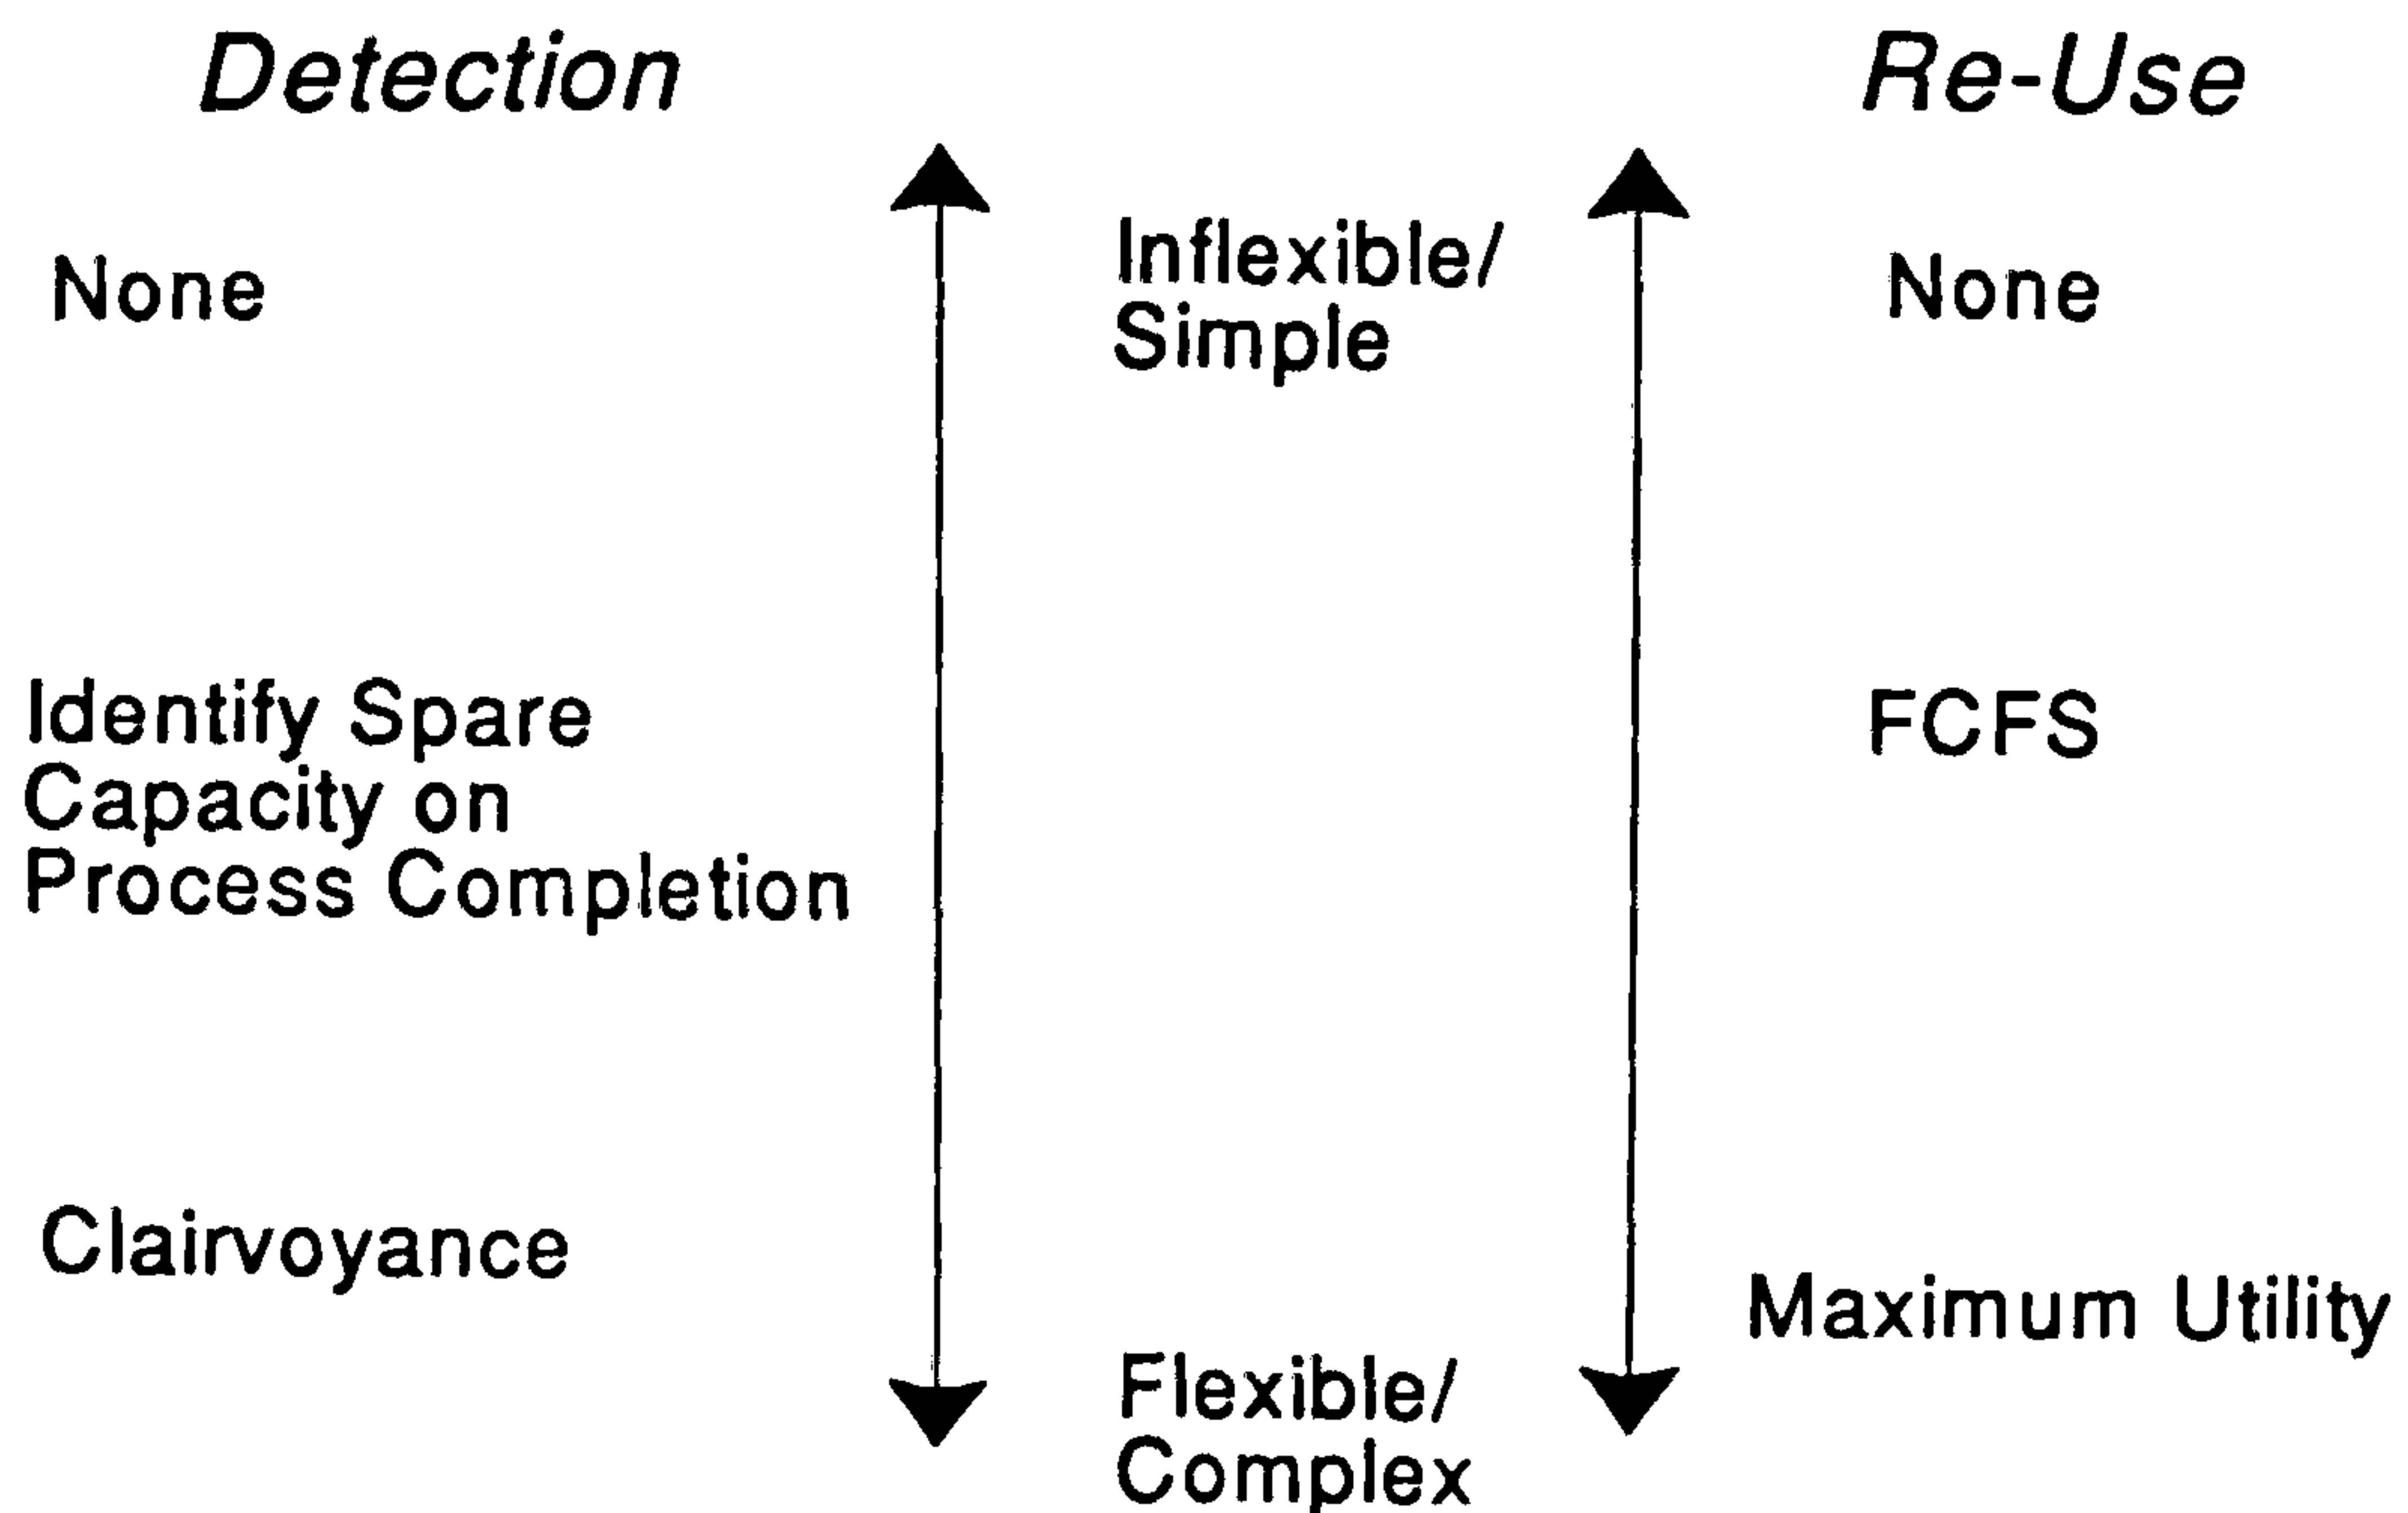 Detection
Re-Use
None
Inflexible/
Simple
None
Identify Spare
Capacity on
Process Completion
FCFS
Clairvoyance
Maximum Utility
Flexible/
Complex